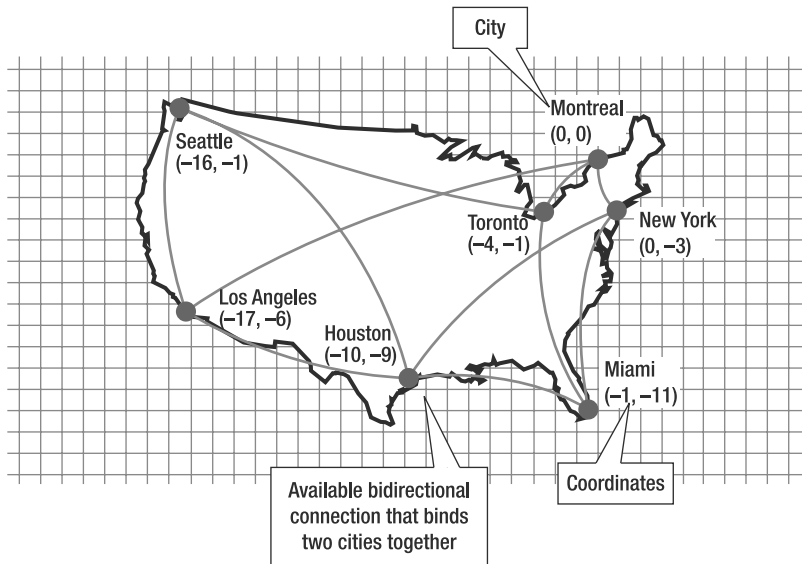 City
Montreal
(0, 0)
Seattle
(–16, –1)
Toronto
(–4, –1)
New York
(0, –3)
Los Angeles
(–17, –6)
Houston
(–10, –9)
Miami
(–1, –11)
Available bidirectional
connection that binds
two cities together
Coordinates